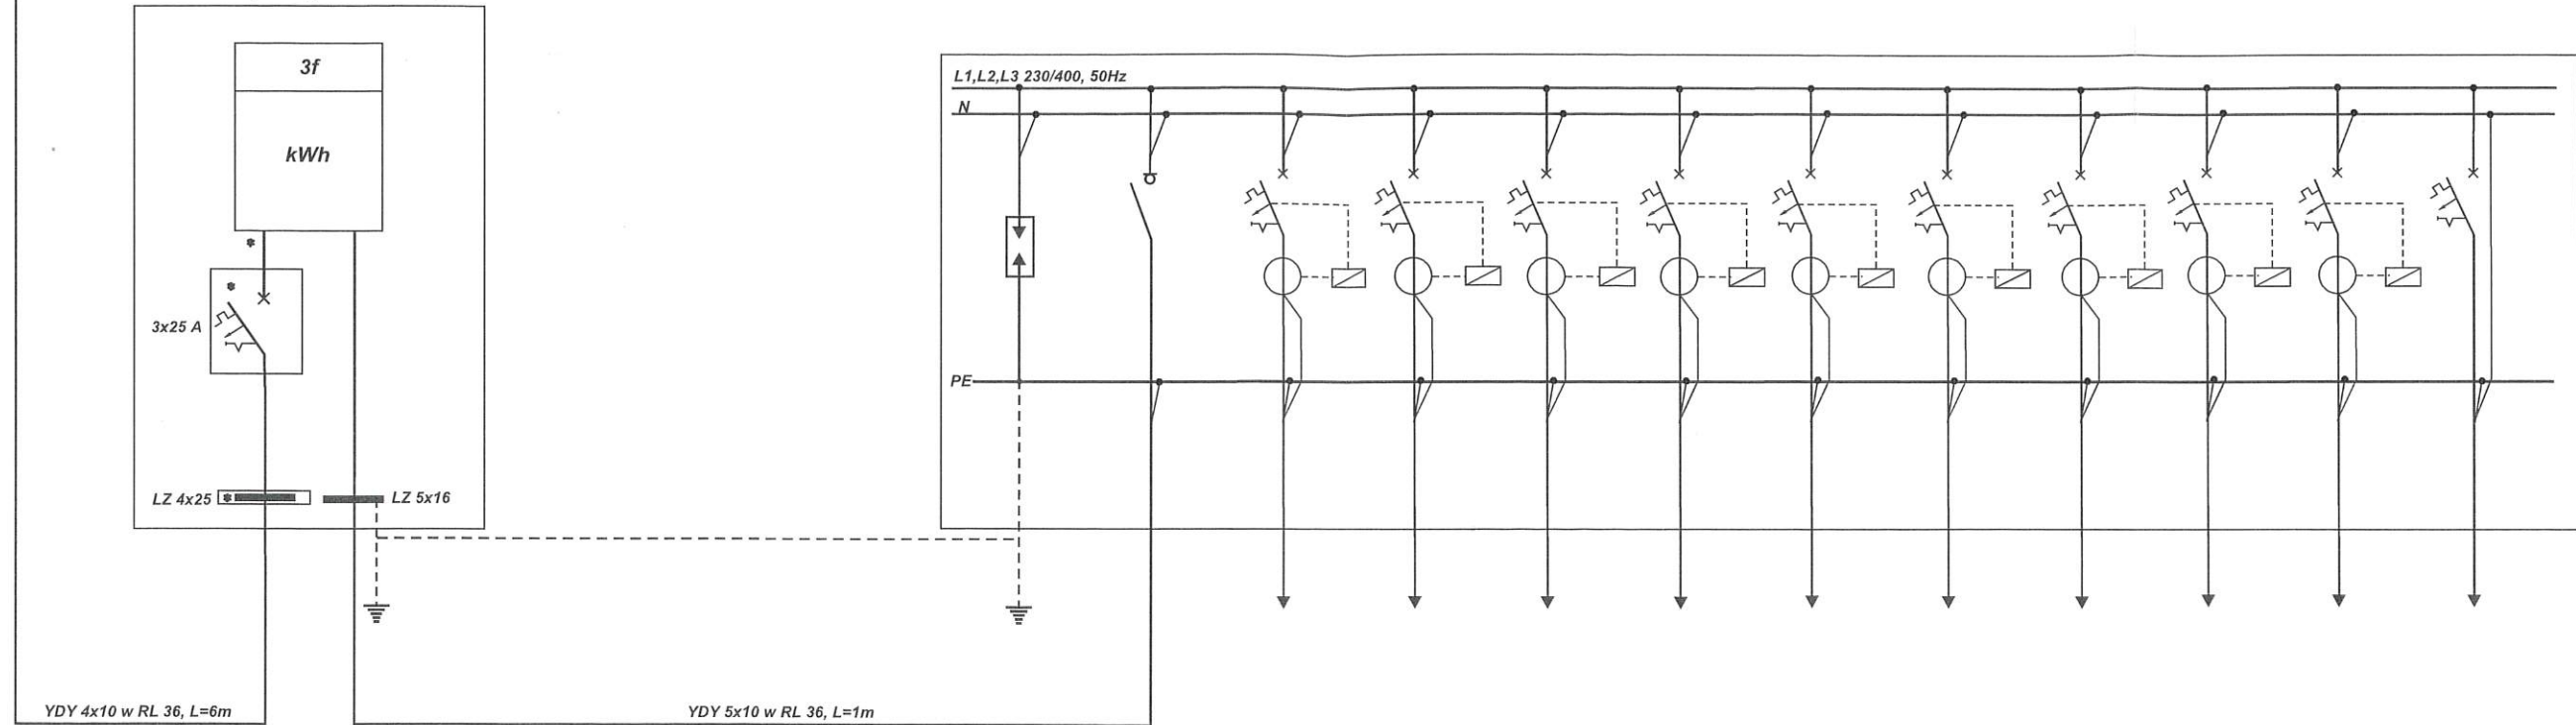 3f
kWh
3x25 A
LZ 4x25
LZ 5x16
YDY 4x10 w RL 36, L=6m
YDY 5x10 w RL 36, L=1m
L1,L2,L3 230/400, 50Hz
N
PE